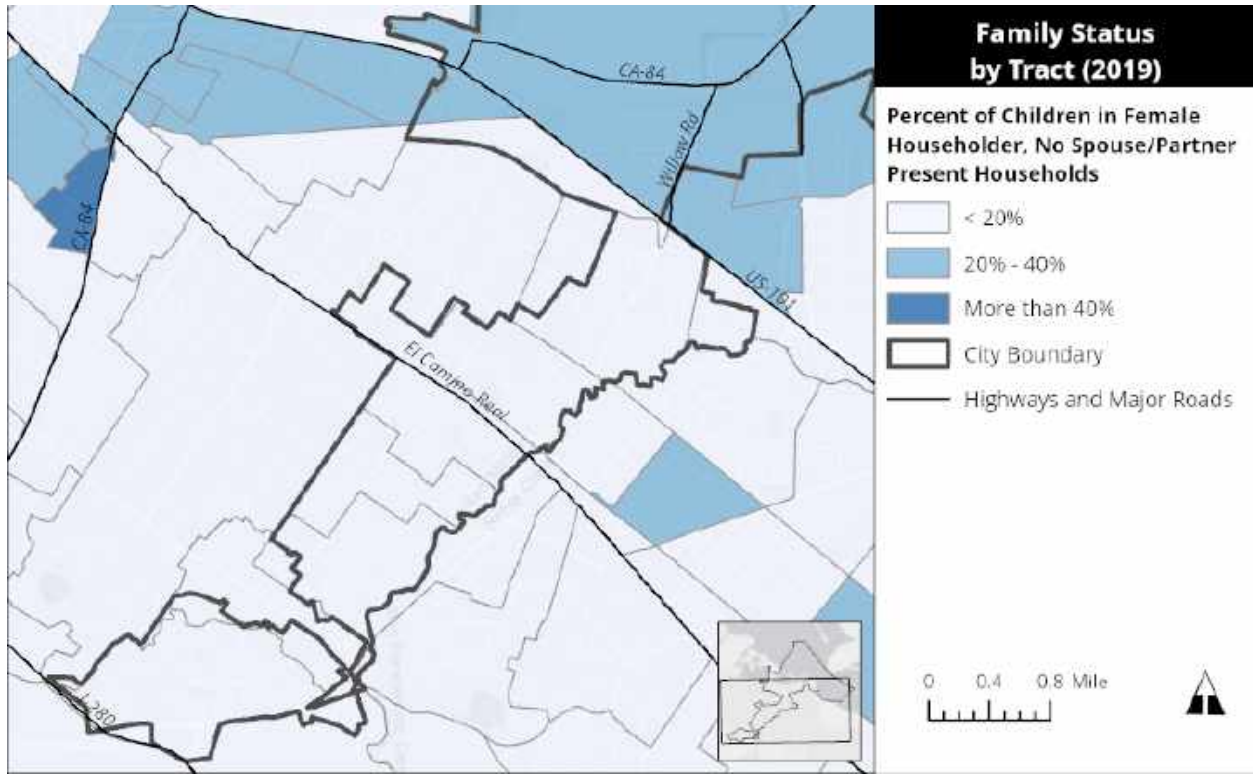 Family Status
by Tract (2019)
Percent of Children in Female
Householder, No Spouse/Partner
Present Households
< 20%
20% - 40%
More than 40%
City Boundary
Highways and Major Roads
0 0.4 0.8 Mile
CA-84
Willow Rd
CA-84
US-101
El Camino Real
I-280